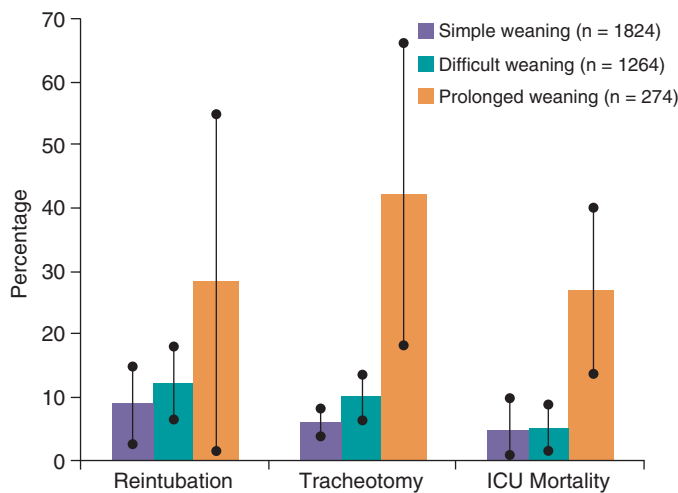 70
60
50
40
30
20
10
0
Percentage
Simple weaning (n = 1824)
Difficult weaning (n = 1264)
Prolonged weaning (n = 274)
Reintubation
Tracheotomy
ICU Mortality